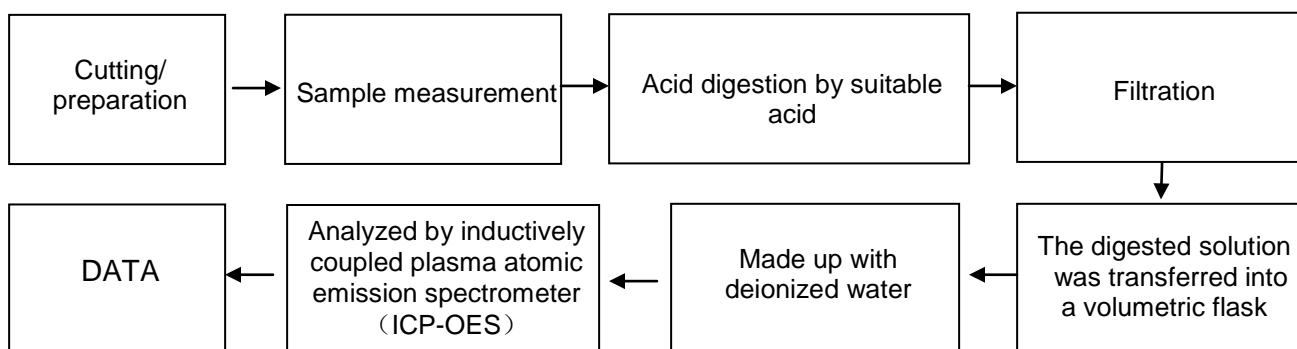 Cutting/
preparation
Sample measurement
Acid digestion by suitable
acid
Filtration
The digested solution
was transferred into
a volumetric flask
Made up with
deionized water
Analyzed by inductively
coupled plasma atomic
emission spectrometer
（ICP-OES）
DATA